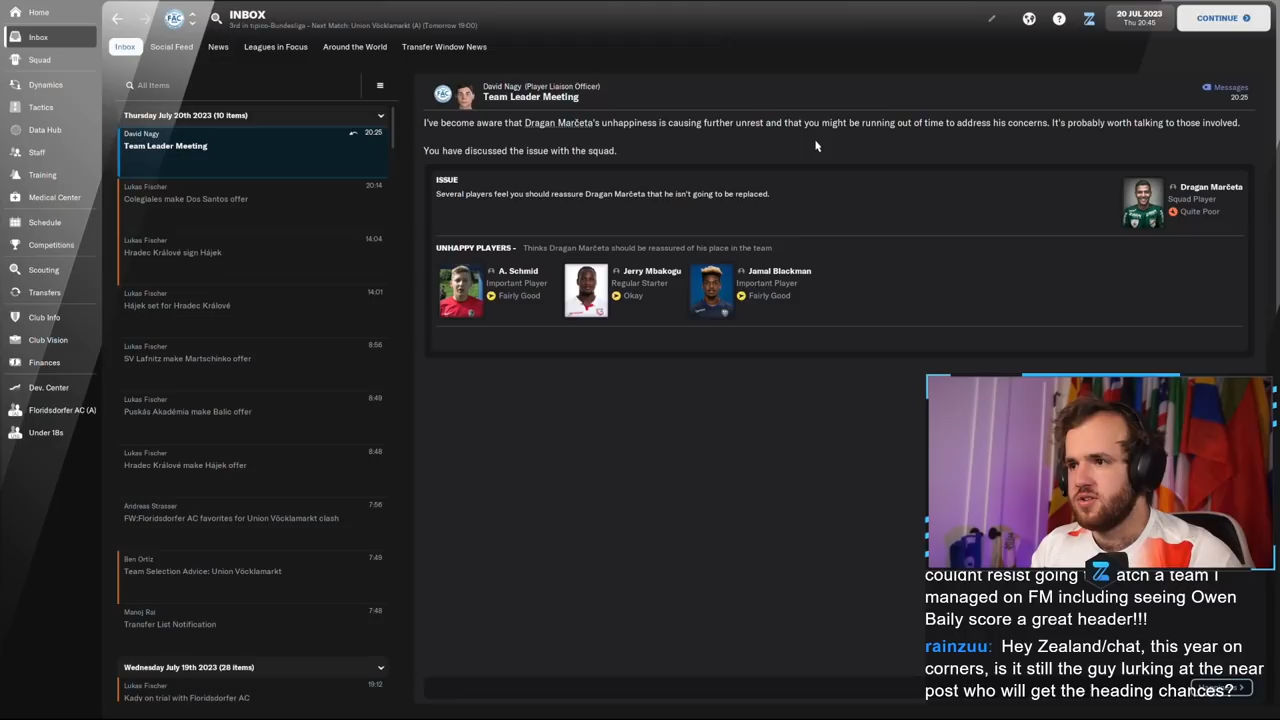 Home
INBOX
3rd in tipico-Bundesliga - Next Match: Union Vöcklamarkt (A) (Tomorrow 19:00)
20 JUL 2023
Thu 20:45
CONTINUE
Inbox
Squad
Dynamics
Tactics
Data Hub
Staff
Training
Medical Center
Schedule
Competitions
Scouting
Transfers
Club Info
Club Vision
Finances
Dev. Center
Floridsdorfer AC (A)
Under 18s
Inbox Social Feed News Leagues in Focus Around the World Transfer Window News
All Items
Thursday July 20th 2023 (10 items)
David Nagy 20:25
Team Leader Meeting
Lukas Fischer 20:14
Colegiales make Dos Santos offer
Lukas Fischer 14:04
Hradec Králové sign Hájek
Lukas Fischer 14:01
Hájek set for Hradec Králové
Lukas Fischer 8:56
SV Lafnitz make Martschinko offer
Lukas Fischer 8:49
Puskás Akadémia make Balic offer
Lukas Fischer 8:48
Hradec Králové make Hájek offer
Andreas Strasser 7:56
FW:Floridsdorfer AC favorites for Union Vöcklamarkt clash
Ben Ortiz 7:49
Team Selection Advice: Union Vöcklamarkt
Manoj Rai 7:48
Transfer List Notification
Wednesday July 19th 2023 (28 items)
Lukas Fischer 19:12
Kady on trial with Floridsdorfer AC
David Nagy (Player Liaison Officer)
Team Leader Meeting
Messages
20:25
I've become aware that Dragan Marčeta's unhappiness is causing further unrest and that you might be running out of time to address his concerns. It's probably worth talking to those involved.
You have discussed the issue with the squad.
ISSUE
Several players feel you should reassure Dragan Marčeta that he isn't going to be replaced.
Dragan Marčeta
Squad Player
Quite Poor
UNHAPPY PLAYERS - Thinks Dragan Marčeta should be reassured of his place in the team
A. Schmid
Important Player
Fairly Good
Jerry Mbakogu
Regular Starter
Okay
Jamal Blackman
Important Player
Fairly Good
couldnt resist going atch a team I
managed on FM including seeing Owen
Baily score a great header!!!
rainzuu: Hey Zealand/chat, this year on
corners, is it still the guy lurking at the near
post who will get the heading chances?